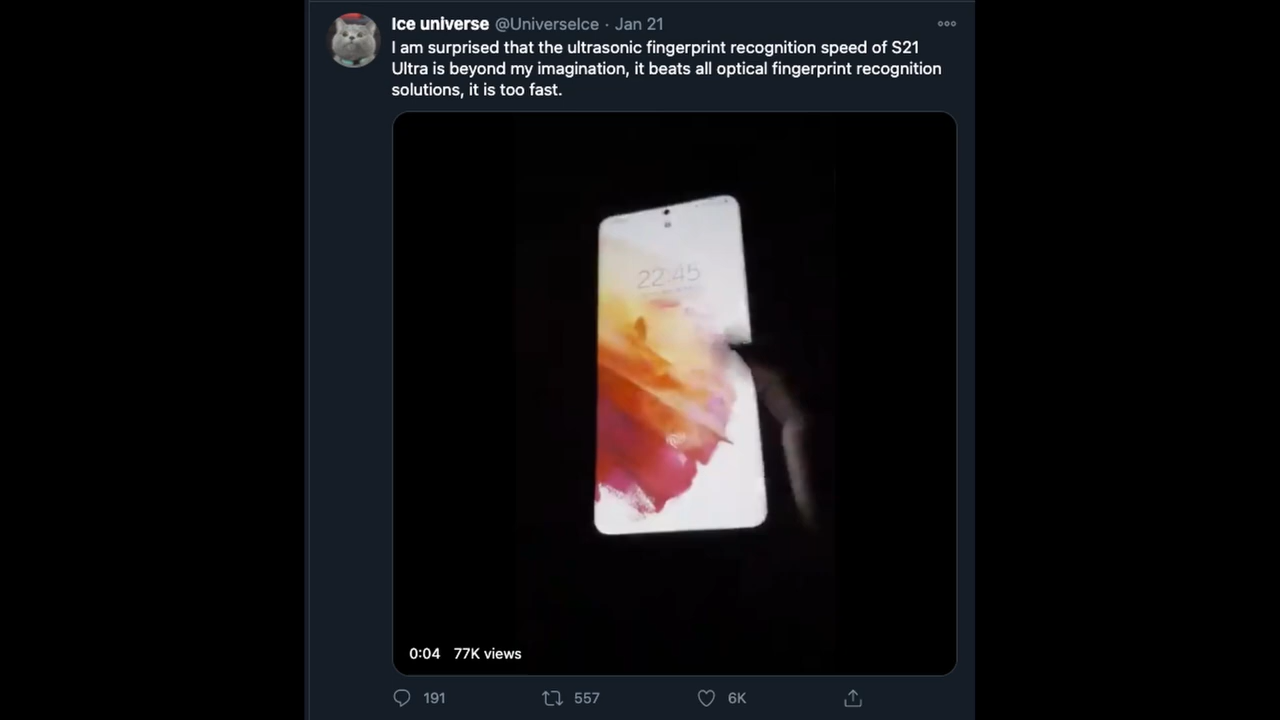 Ice universe @UniverseIce · Jan 21
I am surprised that the ultrasonic fingerprint recognition speed of S21
Ultra is beyond my imagination, it beats all optical fingerprint recognition
solutions, it is too fast.
22:45
0:04 77K views
191 557 6K